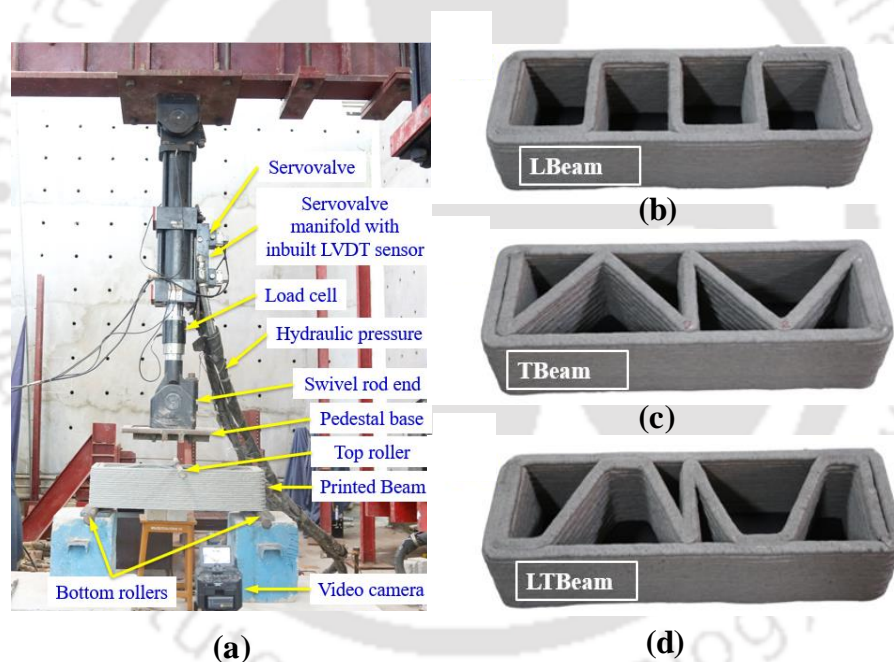 Servovalve
Servovalve
manifold with
inbuilt LVDT sensor
Load cell
Hydraulic pressure
Swivel rod end
Pedestal base
Top roller
Printed Beam
Bottom rollers
Video camera
(a)
LBeam
(b)
TBeam
(c)
LTBeam
(d)